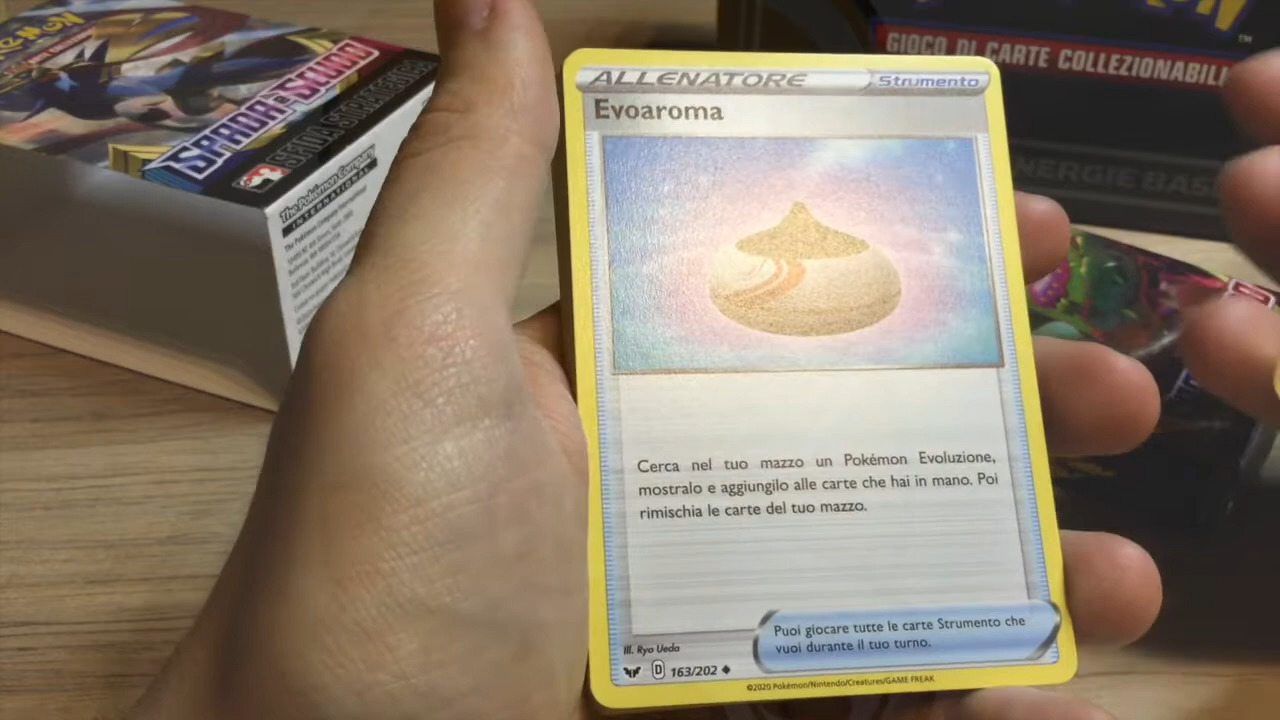 SPADA E SCUDO
SFIDA STRATEGICA
The Pokémon Company
INTERNATIONAL
GIOCO DI CARTE COLLEZIONABILI
ALLENATORE
Strumento
Evoaroma
Cerca nel tuo mazzo un Pokémon Evoluzione,
mostralo e aggiungilo alle carte che hai in mano. Poi
rimischia le carte del tuo mazzo.
Puoi giocare tutte le carte Strumento che
vuoi durante il tuo turno.
Ill. Ryo Ueda
D 163/202
©2020 Pokémon/Nintendo/Creatures/GAME FREAK